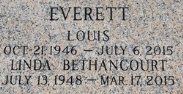 EVERETT
LOUIS
OCT. 21, 1946 — JULY 6, 2015
LINDA BETHANCOURT
JULY 13, 1948 — MAR. 17, 2015